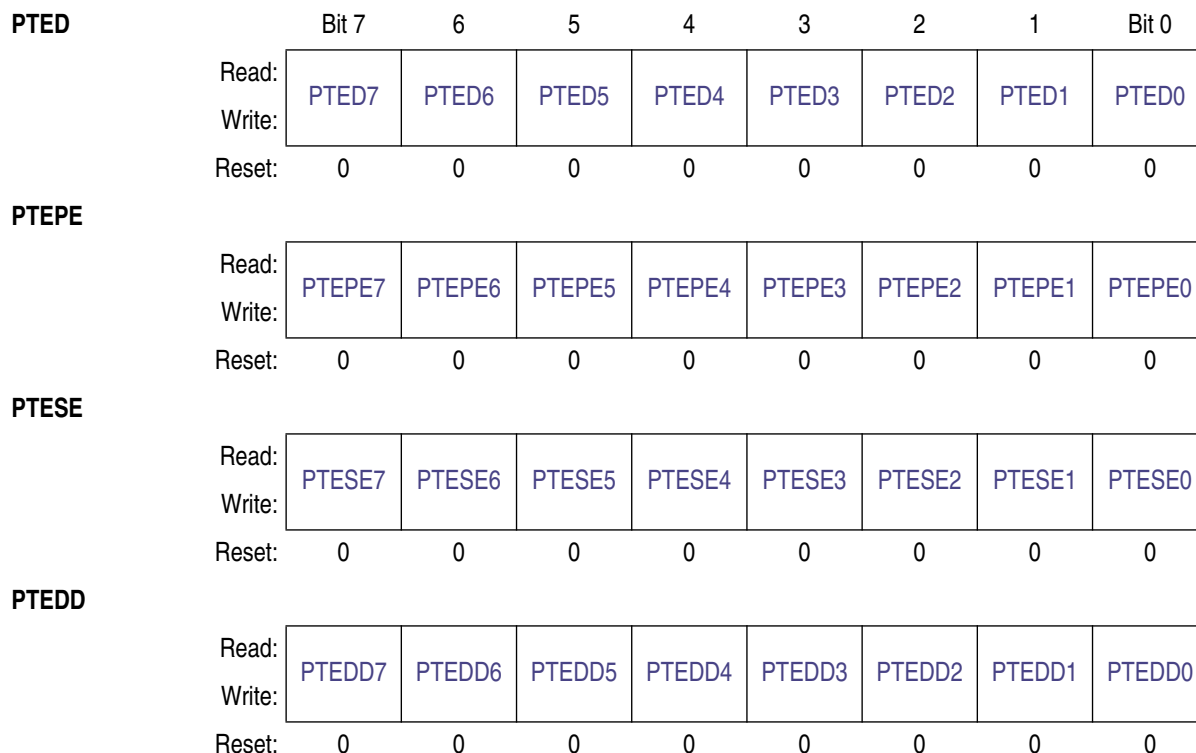 PTED Bit 7 6 5 4 3 2 1 Bit 0
Read:
PTED7 PTED6 PTED5 PTED4 PTED3 PTED2 PTED1 PTED0
Write:
Reset: 0 0 0 0 0 0 0 0
PTEPE
Read:
PTEPE7 PTEPE6 PTEPE5 PTEPE4 PTEPE3 PTEPE2 PTEPE1 PTEPE0
Write:
Reset: 0 0 0 0 0 0 0 0
PTESE
Read:
PTESE7 PTESE6 PTESE5 PTESE4 PTESE3 PTESE2 PTESE1 PTESE0
Write:
Reset: 0 0 0 0 0 0 0 0
PTEDD
Read:
PTEDD7 PTEDD6 PTEDD5 PTEDD4 PTEDD3 PTEDD2 PTEDD1 PTEDD0
Write:
Reset: 0 0 0 0 0 0 0 0